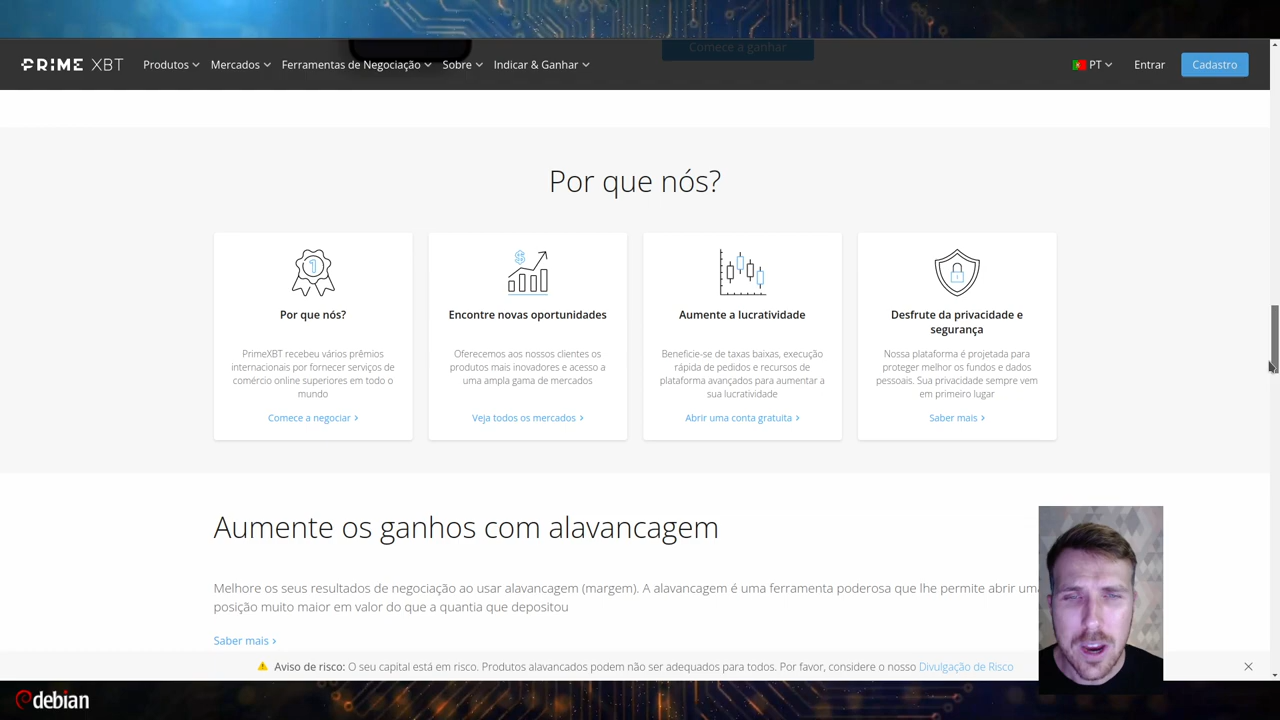 Comece a ganhar
PRIME XBT Produtos Mercados Ferramentas de Negociação Sobre Indicar & Ganhar PT Entrar Cadastro
Por que nós?
1
$
Por que nós?
PrimeXBT recebeu vários prêmios
internacionais por fornecer serviços de
comércio online superiores em todo o
mundo
Comece a negociar
Encontre novas oportunidades
Oferecemos aos nossos clientes os
produtos mais inovadores e acesso a
uma ampla gama de mercados
Veja todos os mercados
Aumente a lucratividade
Beneficie-se de taxas baixas, execução
rápida de pedidos e recursos de
plataforma avançados para aumentar a
sua lucratividade
Abrir uma conta gratuita
Desfrute da privacidade e
segurança
Nossa plataforma é projetada para
proteger melhor os fundos e dados
pessoais. Sua privacidade sempre vem
em primeiro lugar
Saber mais
Aumente os ganhos com alavancagem
Melhore os seus resultados de negociação ao usar alavancagem (margem). A alavancagem é uma ferramenta poderosa que lhe permite abrir uma
posição muito maior em valor do que a quantia que depositou
Saber mais
Aviso de risco: O seu capital está em risco. Produtos alavancados podem não ser adequados para todos. Por favor, considere o nosso Divulgação de Risco
debian